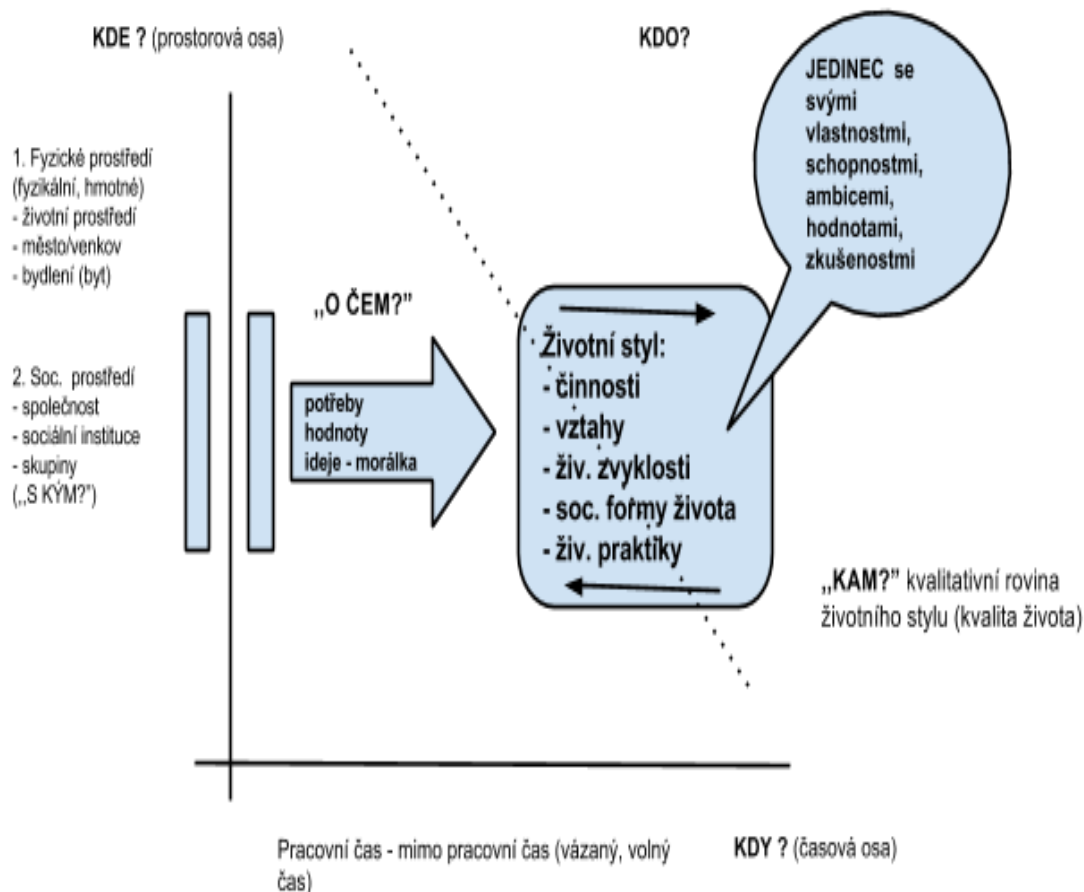 KDE ? (prostorová osa)
KDO?
JEDINEC se
svými
vlastnostmi,
schopnostmi,
ambicemi,
hodnotami,
zkušenostmi
1. Fyzické prostředí
(fyzikální, hmotné)
- životní prostředí
- město/venkov
- bydlení (byt)
,,O ČEM?"
2. Soc. prostředí
- společnost
- sociální instituce
- skupiny
(,,S KÝM?")
potřeby
hodnoty
ideje - morálka
Životní styl:
- činnosti
- vztahy
- živ. zvyklosti
- soc. formy života
- živ. praktiky
,,KAM?" kvalitativní rovina
životního stylu (kvalita života)
Pracovní čas - mimo pracovní čas (vázaný, volný
čas)
KDY ? (časová osa)